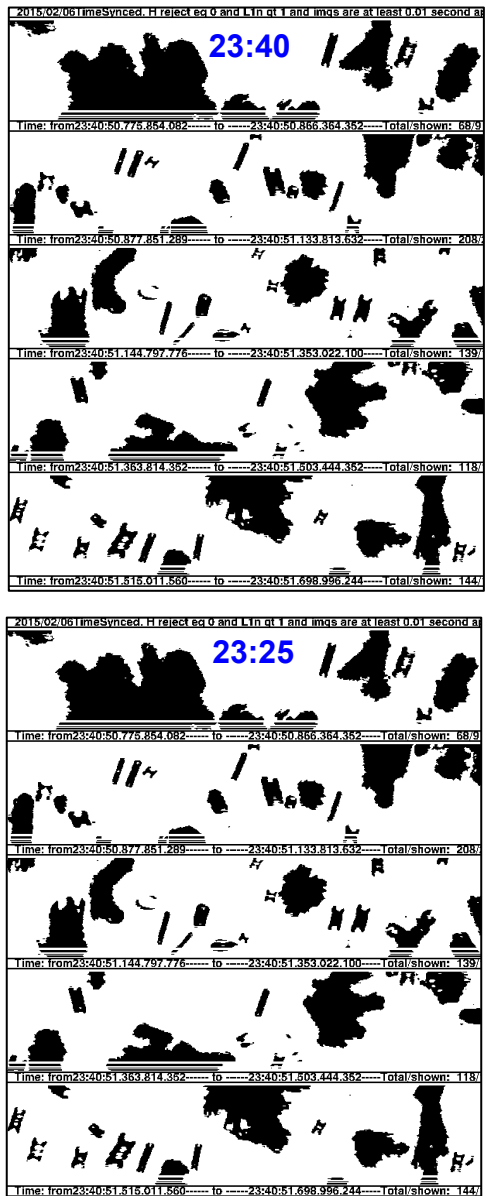 2015/02/06TimeSynced. H reject eq 0 and L1n gt 1 and imgs are at least 0.01 second ap
23:40
Time: from23:40:50.775.854.082------ to ------23:40:50.866.364.352----Total/shown: 68/9
Time: from23:40:50.877.851.289------ to ------23:40:51.133.813.632----Total/shown: 208/
Time: from23:40:51.144.797.776------ to ------23:40:51.353.022.100----Total/shown: 139/
Time: from23:40:51.363.814.352------ to ------23:40:51.503.444.352----Total/shown: 118/
Time: from23:40:51.515.011.560------ to ------23:40:51.698.996.244----Total/shown: 144/
2015/02/06TimeSynced. H reject eq 0 and L1n gt 1 and imgs are at least 0.01 second ap
23:25
Time: from23:40:50.775.854.082------ to ------23:40:50.866.364.352----Total/shown: 68/9
Time: from23:40:50.877.851.289------ to ------23:40:51.133.813.632----Total/shown: 208/
Time: from23:40:51.144.797.776------ to ------23:40:51.353.022.100----Total/shown: 139/
Time: from23:40:51.363.814.352------ to ------23:40:51.503.444.352----Total/shown: 118/
Time: from23:40:51.515.011.560------ to ------23:40:51.698.996.244----Total/shown: 144/